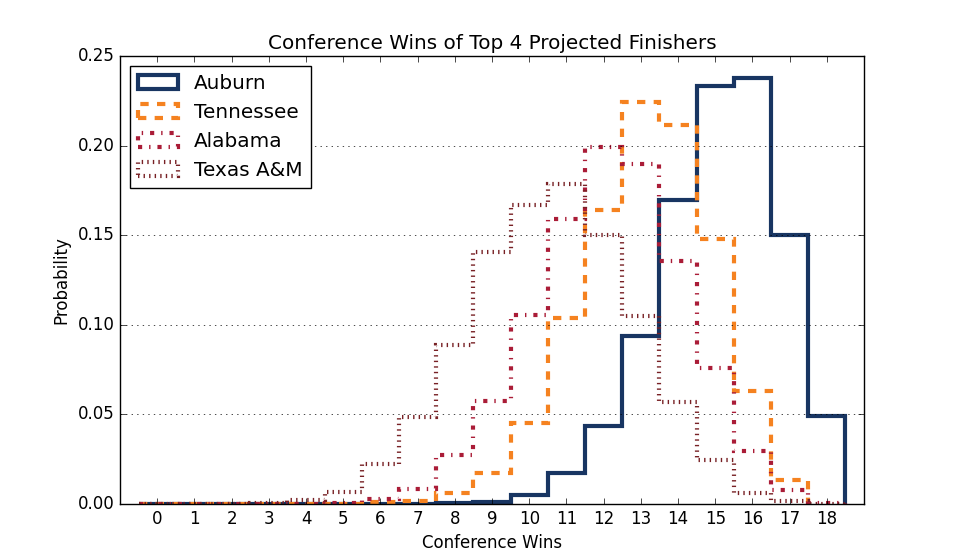 Conference Wins of Top 4 Projected Finishers
0.25
0.20
0.15
0.10
0.05
0.00
Probability
Auburn
Tennessee
Alabama
Texas A&M
0 1 2 3 4 5 6 7 8 9 10 11 12 13 14 15 16 17 18
Conference Wins